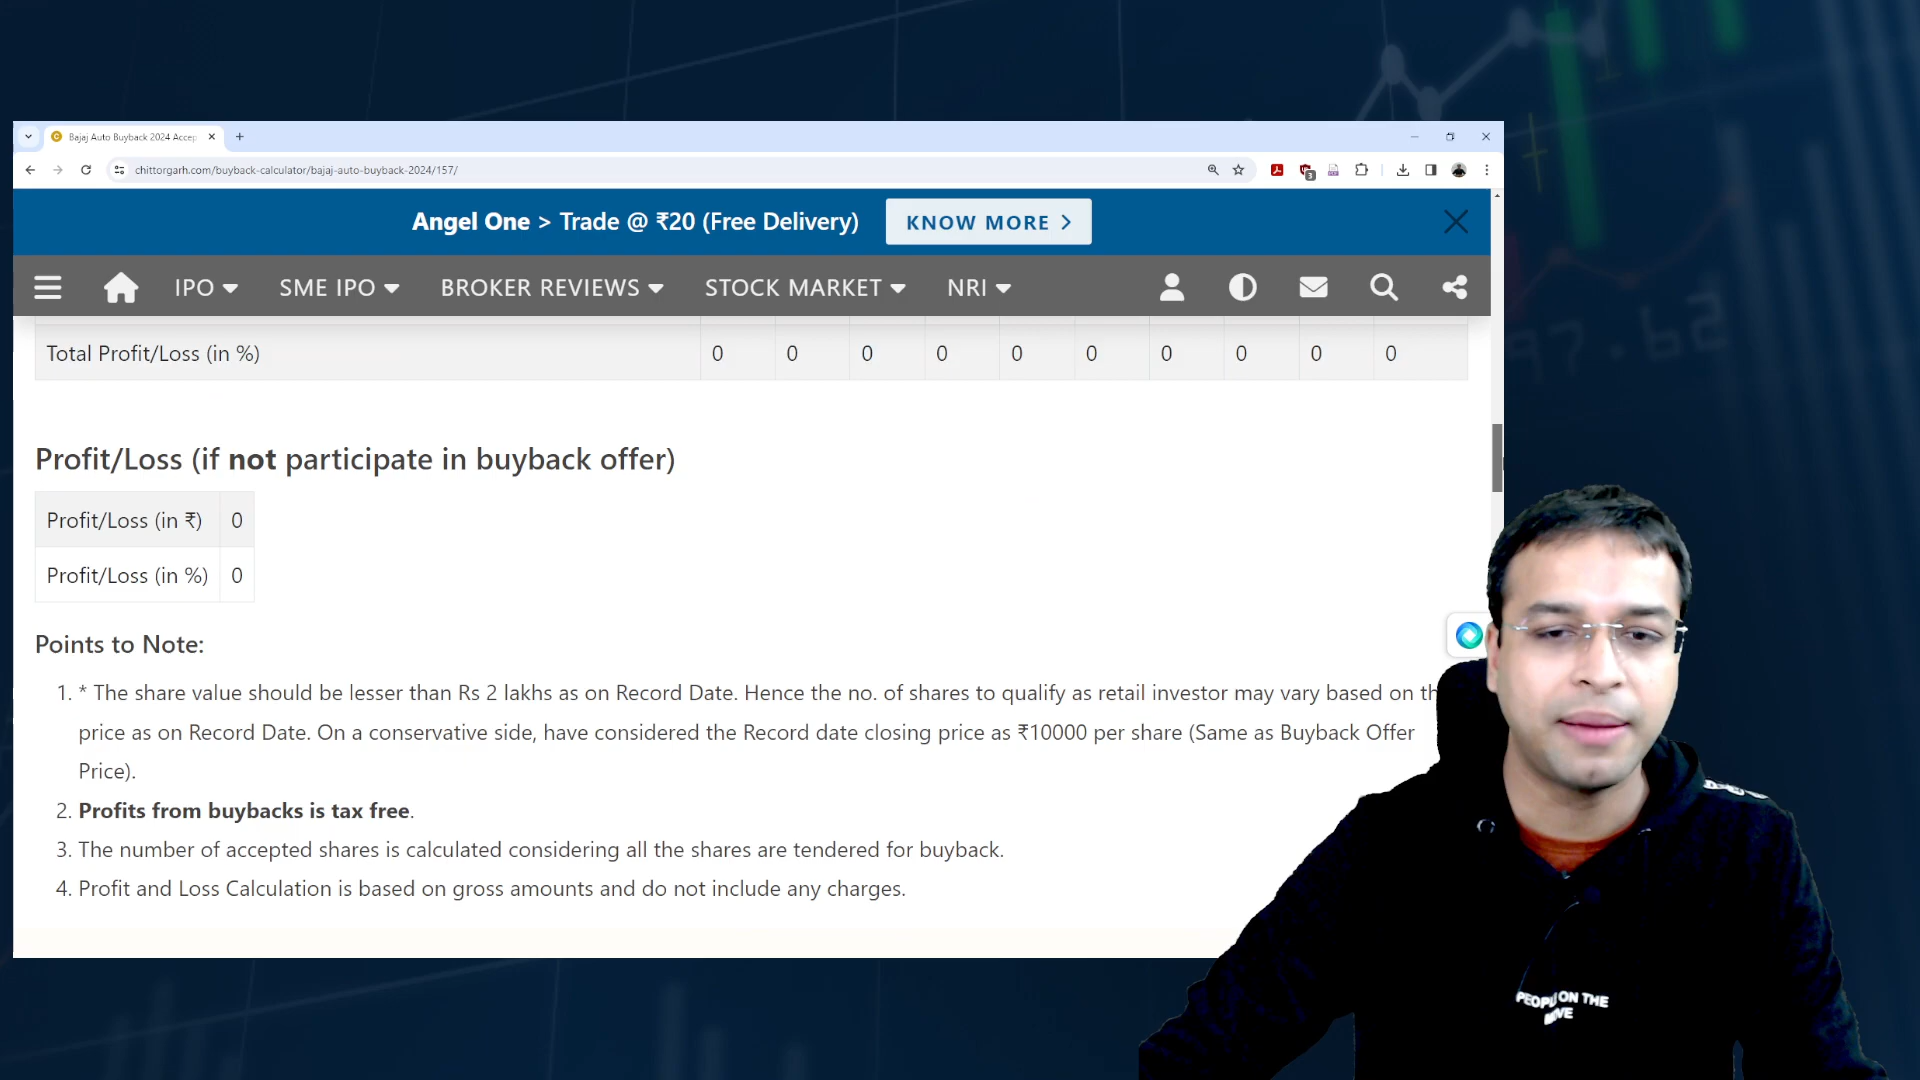 Bajaj Auto Buyback 2024 Accep
chittorgarh.com/buyback-calculator/bajaj-auto-buyback-2024/157/
3
Angel One > Trade @ ₹20 (Free Delivery)
KNOW MORE >
IPO SME IPO BROKER REVIEWS STOCK MARKET NRI
Total Profit/Loss (in %) 0 0 0 0 0 0 0 0 0 0
97.62
Profit/Loss (if not participate in buyback offer)
Profit/Loss (in ₹) 0
Profit/Loss (in %) 0
Points to Note:
1. * The share value should be lesser than Rs 2 lakhs as on Record Date. Hence the no. of shares to qualify as retail investor may vary based on th
price as on Record Date. On a conservative side, have considered the Record date closing price as ₹10000 per share (Same as Buyback Offer
Price).
2. Profits from buybacks is tax free.
3. The number of accepted shares is calculated considering all the shares are tendered for buyback.
4. Profit and Loss Calculation is based on gross amounts and do not include any charges.
PEOPLE ON THE
MOVE